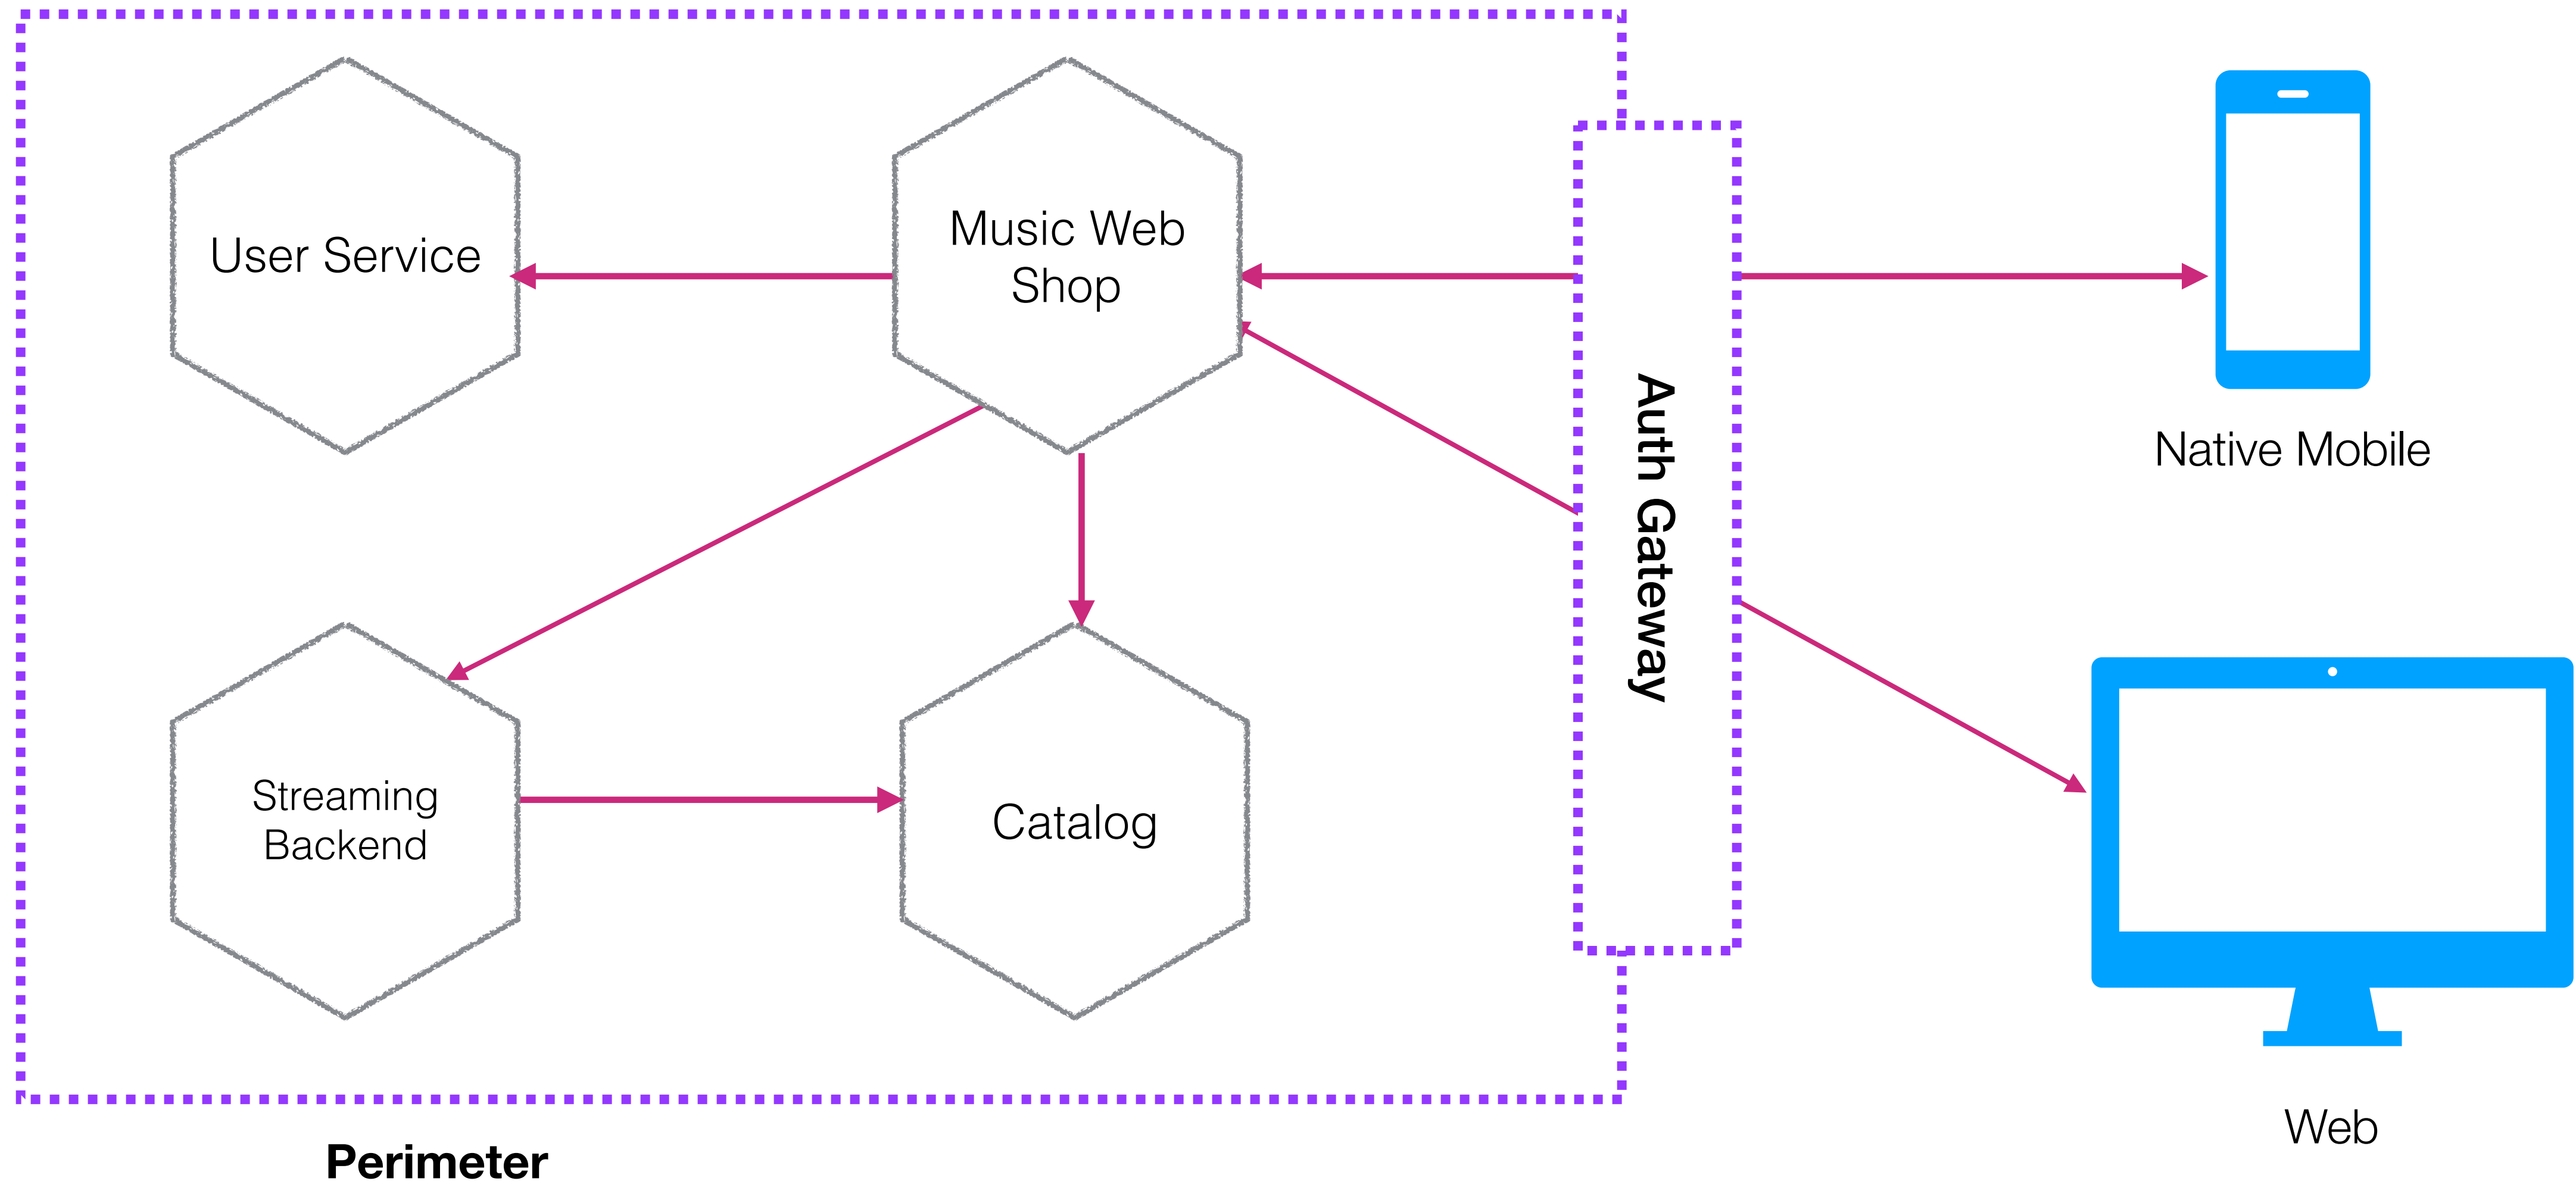 User Service
Music Web
Shop
Auth Gateway
Native Mobile
Streaming
Backend
Catalog
Web
Perimeter